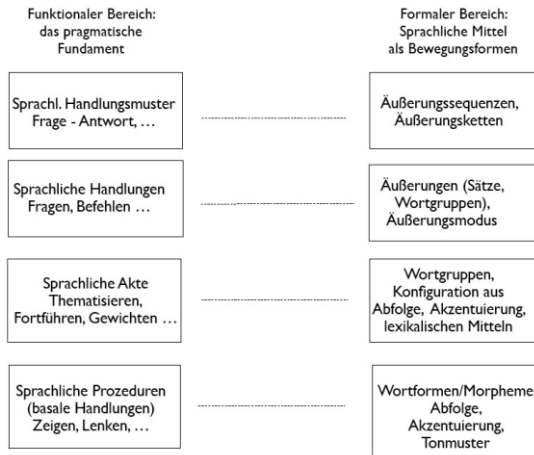 Funktionaler Bereich:
das pragmatische
Fundament
Formaler Bereich:
Sprachliche Mittel
als Bewegungsformen
Sprachl. Handlungsmuster
Frage - Antwort, ...
Äußerungssequenzen,
Äußerungsketten
Sprachliche Handlungen
Fragen, Befehlen ...
Äußerungen (Sätze,
Wortgruppen),
Äußerungsmodus
Sprachliche Akte
Thematisieren,
Fortführen, Gewichten ...
Wortgruppen,
Konfiguration aus
Abfolge, Akzentuierung,
lexikalischen Mitteln
Sprachliche Prozeduren
(basale Handlungen)
Zeigen, Lenken, ...
Wortformen/Morpheme
Abfolge,
Akzentuierung,
Tonmuster